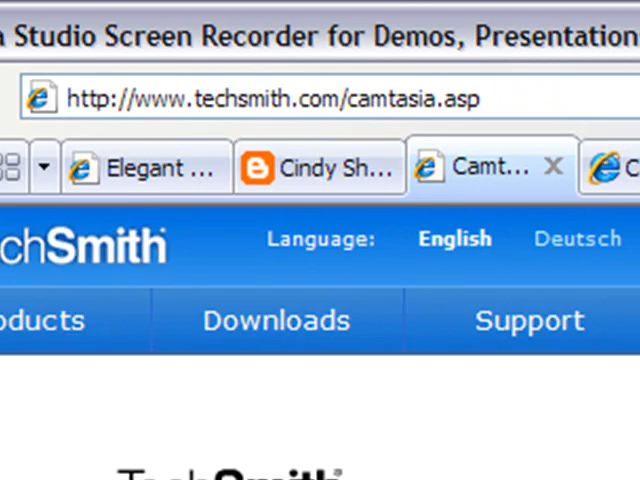 a Studio Screen Recorder for Demos, Presentation
http://www.techsmith.com/camtasia.asp
Elegant ... Cindy Sh... Camt... C
chSmith Language: English Deutsch
oducts Downloads Support
TechSmith